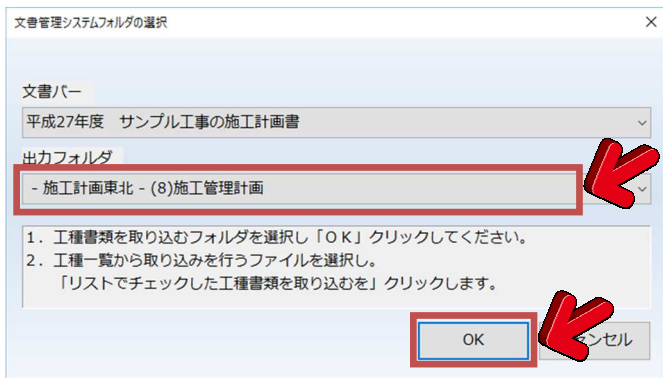 文書管理システムフォルダの選択
文書バー
平成27年度　サンプル工事の施工計画書
出力フォルダ
- 施工計画東北 - (8)施工管理計画
1．工種書類を取り込むフォルダを選択し「ＯＫ」クリックしてください。
2．工種一覧から取り込みを行うファイルを選択し。
「リストでチェックした工種書類を取り込むを」クリックします。
OK
ンセル